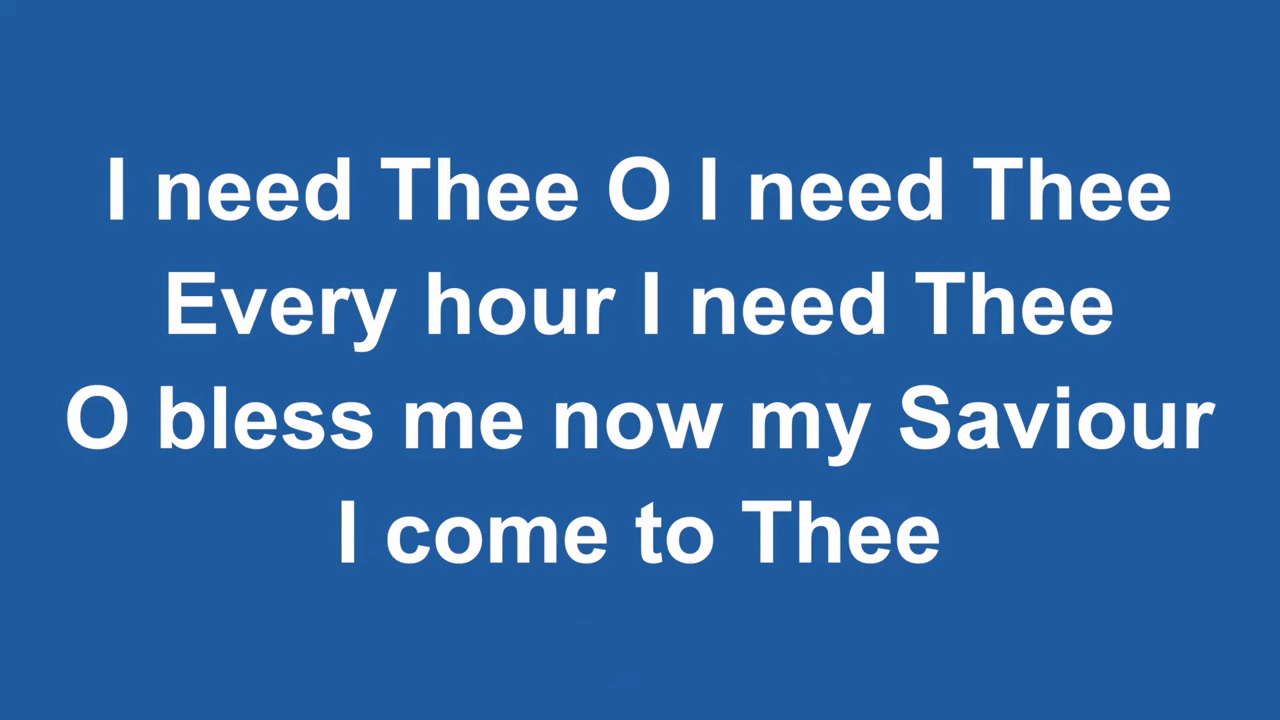 I need Thee O I need Thee
Every hour I need Thee
O bless me now my Saviour
I come to Thee